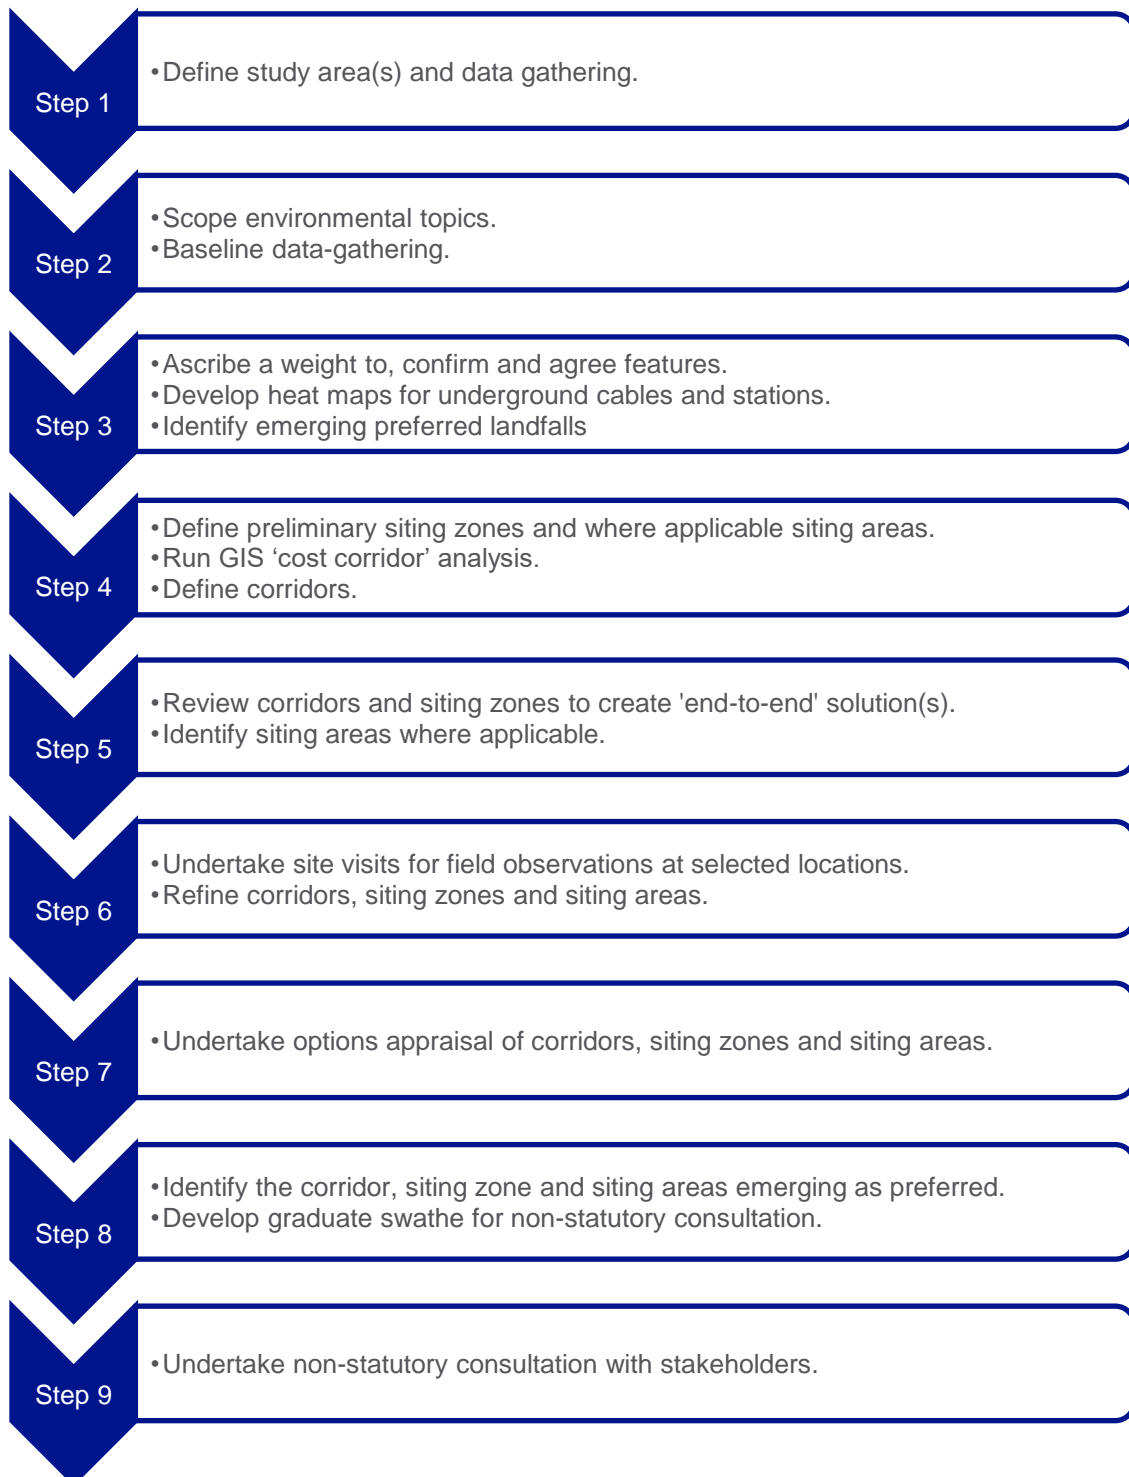 Step 1
•Define study area(s) and data gathering.
Step 2
•Scope environmental topics.
•Baseline data-gathering.
Step 3
•Ascribe a weight to, confirm and agree features.
•Develop heat maps for underground cables and stations.
•Identify emerging preferred landfalls
Step 4
•Define preliminary siting zones and where applicable siting areas.
•Run GIS ‘cost corridor’ analysis.
•Define corridors.
Step 5
•Review corridors and siting zones to create 'end-to-end' solution(s).
•Identify siting areas where applicable.
Step 6
•Undertake site visits for field observations at selected locations.
•Refine corridors, siting zones and siting areas.
Step 7
•Undertake options appraisal of corridors, siting zones and siting areas.
Step 8
•Identify the corridor, siting zone and siting areas emerging as preferred.
•Develop graduate swathe for non-statutory consultation.
Step 9
•Undertake non-statutory consultation with stakeholders.